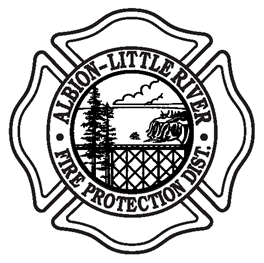 ALBION-LITTLE RIVER
• FIRE PROTECTION DIST. •